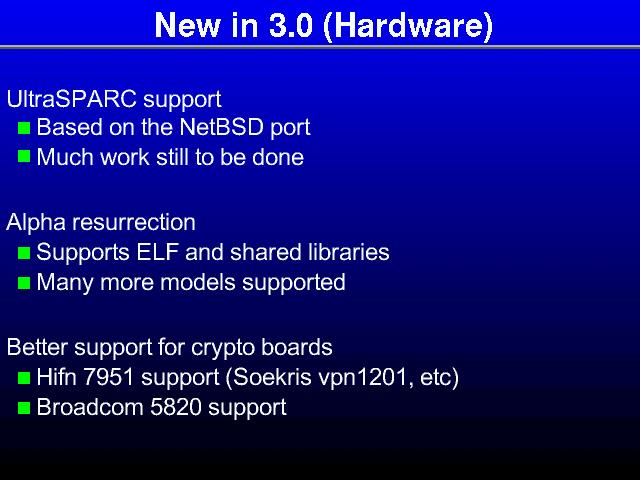 New in 3.0 (Hardware)
UltraSPARC support
Based on the NetBSD port
Much work still to be done
Alpha resurrection
Supports ELF and shared libraries
Many more models supported
Better support for crypto boards
Hifn 7951 support (Soekris vpn1201, etc)
Broadcom 5820 support